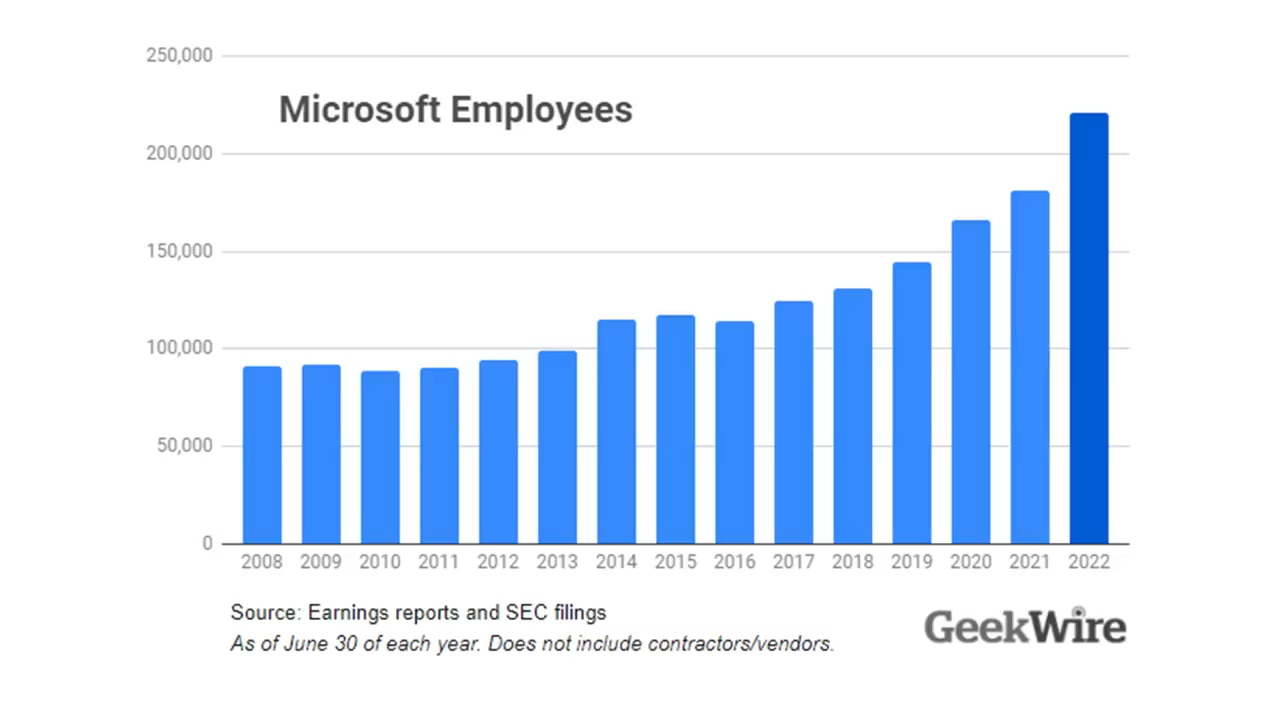 250,000
Microsoft Employees
200,000
150,000
100,000
50,000
0
2008 2009 2010 2011 2012 2013 2014 2015 2016 2017 2018 2019 2020 2021 2022
Source: Earnings reports and SEC filings
As of June 30 of each year. Does not include contractors/vendors.
GeekWire